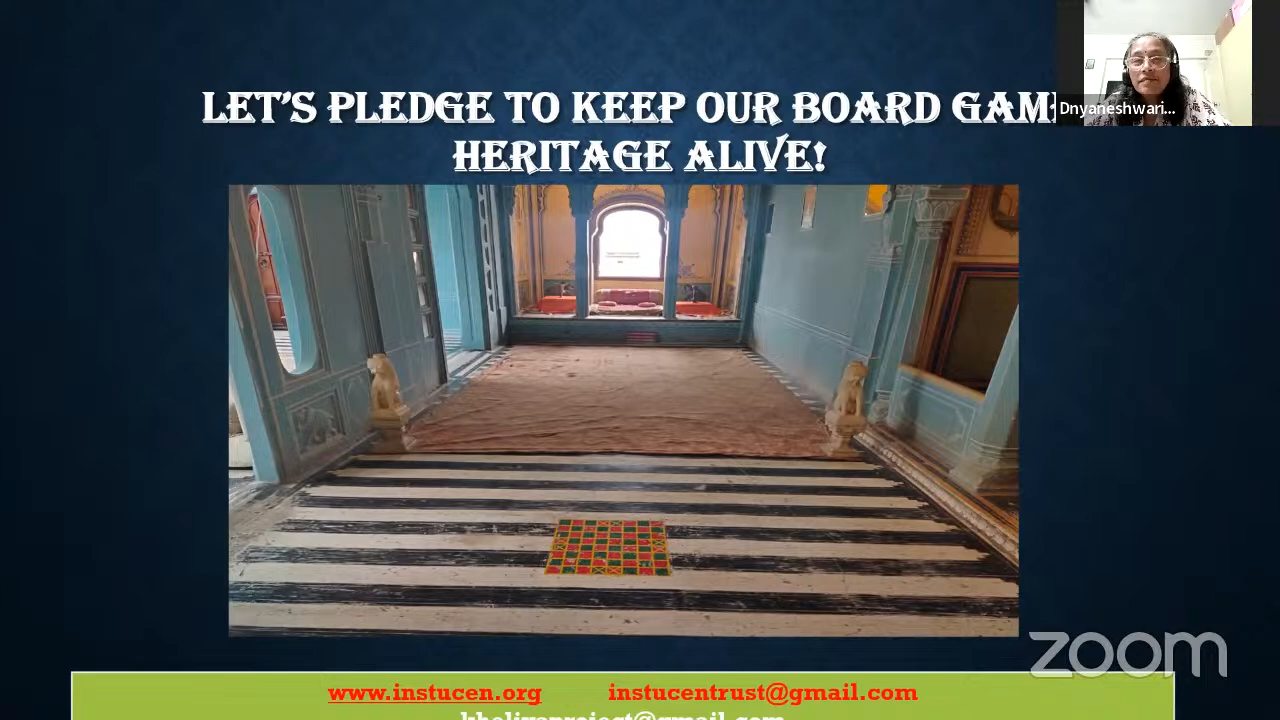 LET'S PLEDGE TO KEEP OUR BOARD GAM
HERITAGE ALIVE!
Dnyaneshwari...
zoom
www.instucen.org instucentrust@gmail.com